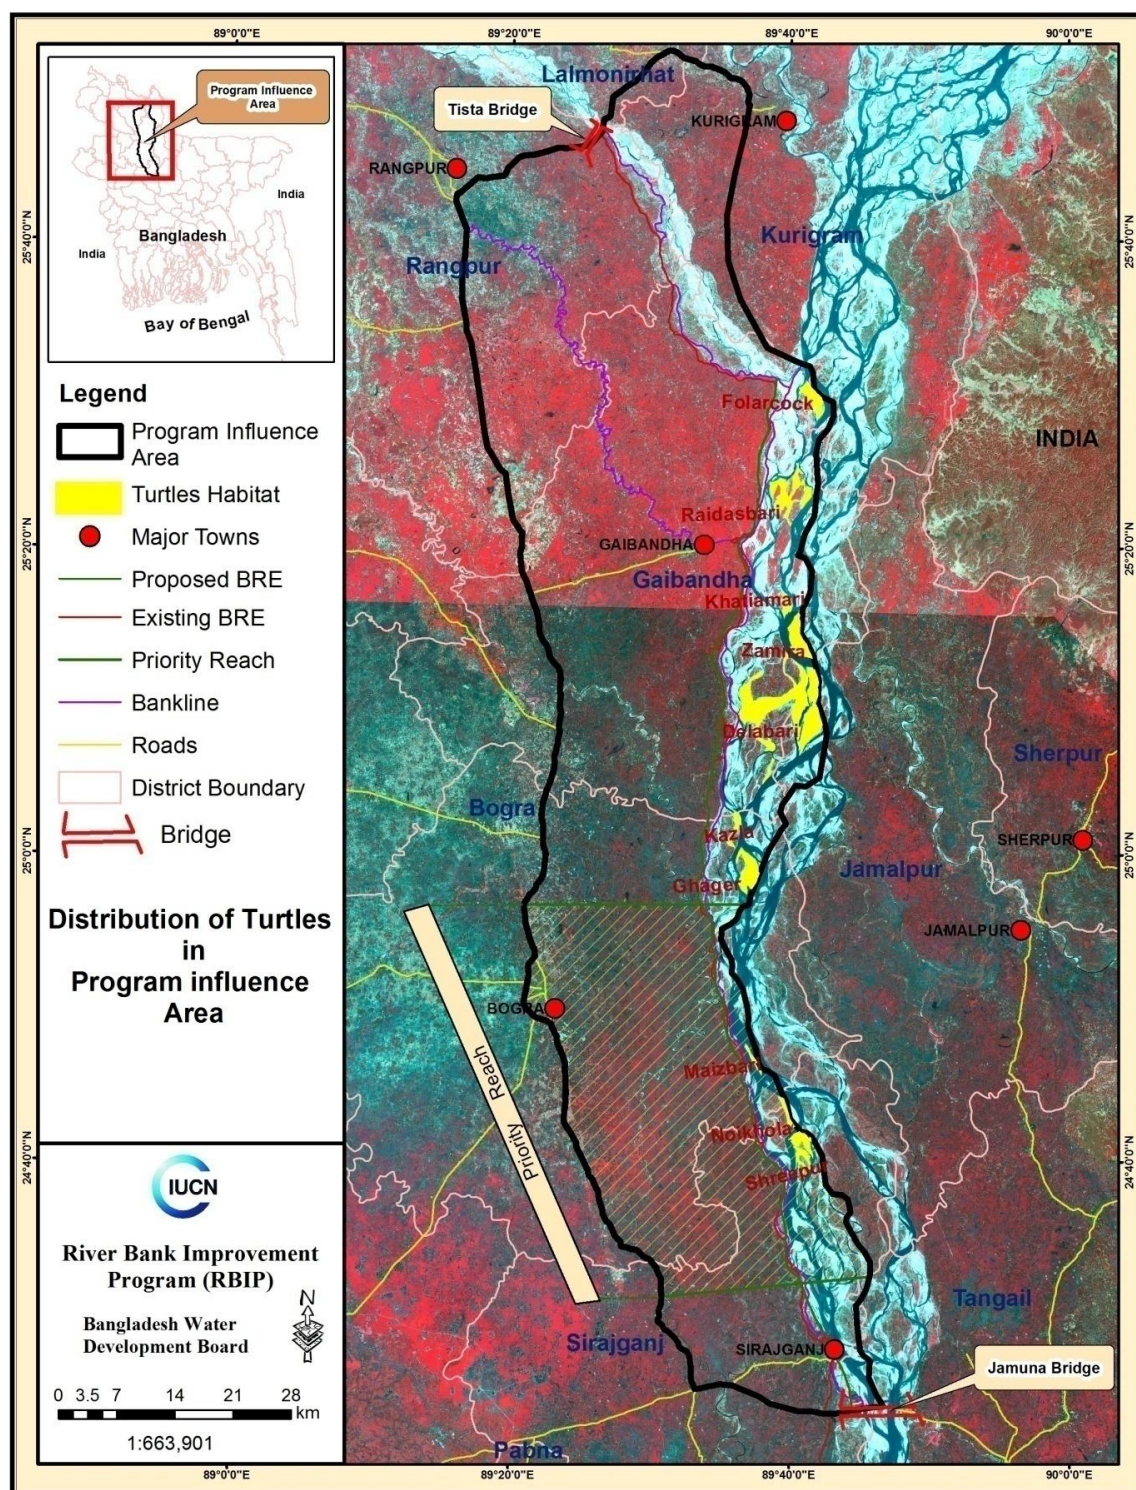 89°0'0"E
89°20'0"E
89°40'0"E
90°0'0"E
Program Influence
Area
India
Bangladesh
India
Bay of Bengal
Legend
Program Influence
Area
Turtles Habitat
Major Towns
Proposed BRE
Existing BRE
Priority Reach
Bankline
Roads
District Boundary
Bridge
Distribution of Turtles
in
Program influence
Area
IUCN
River Bank Improvement
Program (RBIP)
Bangladesh Water
Development Board
N
0 3.5 7 14 21 28
km
1:663,901
Lalmonirhat
Tista Bridge
KURIGRAM
RANGPUR
Kurigram
Rangpur
25°40'0"N
25°40'0"N
Folarcock
INDIA
Raidasbari
GAIBANDHA
25°20'0"N
25°20'0"N
Gaibandha
Khatiamari
Zamira
Delabari
Sherpur
Bogra
Kazla
SHERPUR
25°0'0"N
25°0'0"N
Jamalpur
Ghager
JAMALPUR
BOGRA
Priority Reach
Maizbari
Noikhola
Shreepur
24°40'0"N
24°40'0"N
Tangail
Sirajganj
SIRAJGANJ
Jamuna Bridge
Pabna
89°0'0"E
89°20'0"E
89°40'0"E
90°0'0"E